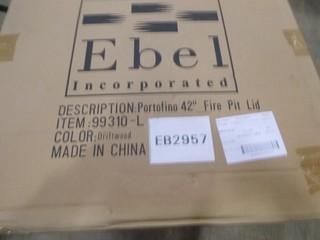 Ebel
Incorporated
DESCRIPTION:Portofino 42" Fire Pit Lid
ITEM:99310-L
COLOR:Driftwood
MADE IN CHINA
EB2957